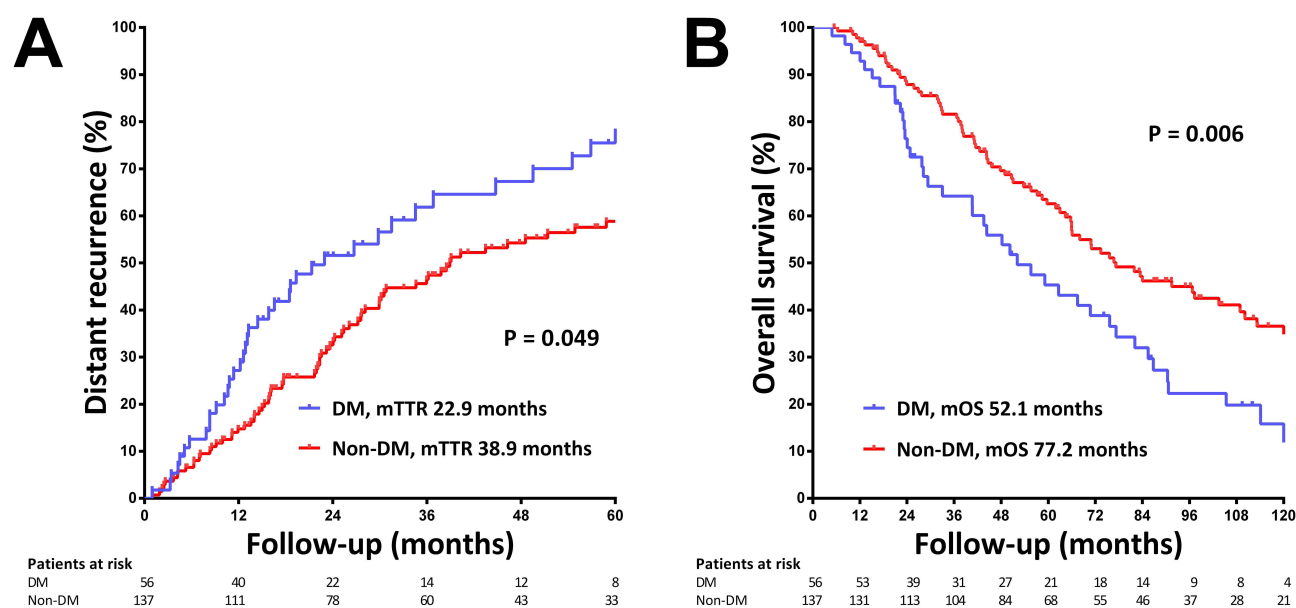 A
Distant recurrence (%)
100
90
80
70
60
50
40
30
20
10
0
P = 0.049
DM, mTTR 22.9 months
Non-DM, mTTR 38.9 months
0 12 24 36 48 60
Follow-up (months)
Patients at risk
DM 56 40 22 14 12 8
Non-DM 137 111 78 60 43 33
B
Overall survival (%)
100
90
80
70
60
50
40
30
20
10
0
P = 0.006
DM, mOS 52.1 months
Non-DM, mOS 77.2 months
0 12 24 36 48 60 72 84 96 108 120
Follow-up (months)
Patients at risk
DM 56 53 39 31 27 21 18 14 9 8 4
Non-DM 137 131 113 104 84 68 55 46 37 28 21